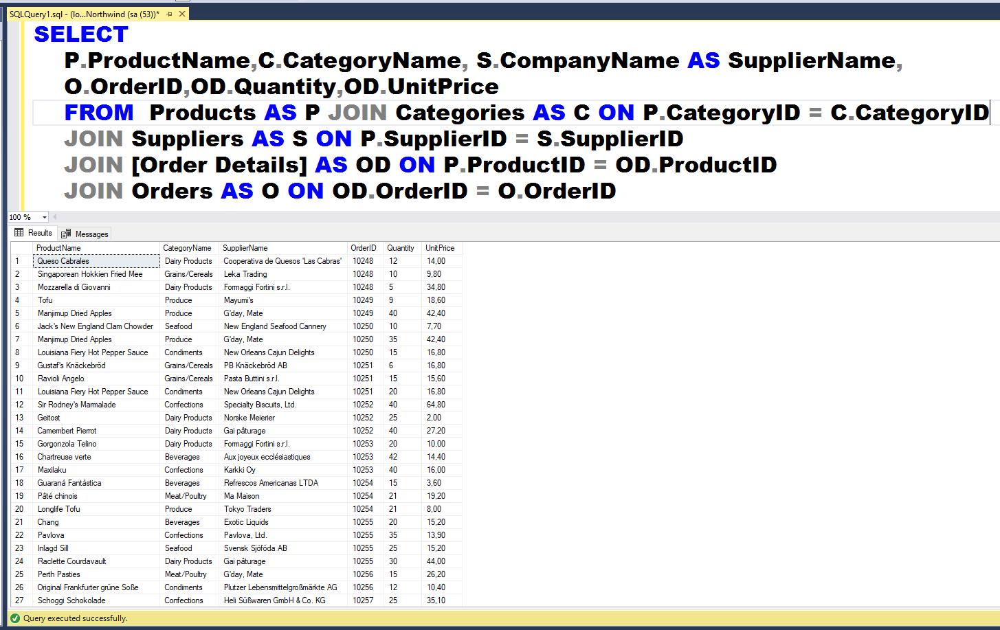 SQLQuery1.sql - (lo...Northwind (sa (53))*
SELECT
P.ProductName,C.CategoryName, S.CompanyName AS SupplierName,
O.OrderID,OD.Quantity,OD.UnitPrice
FROM  Products AS P JOIN Categories AS C ON P.CategoryID = C.CategoryID
JOIN Suppliers AS S ON P.SupplierID = S.SupplierID
JOIN [Order Details] AS OD ON P.ProductID = OD.ProductID
JOIN Orders AS O ON OD.OrderID = O.OrderID
100 %
Results Messages
ProductName CategoryName SupplierName OrderID Quantity UnitPrice
1 Queso Cabrales Dairy Products Cooperativa de Quesos 'Las Cabras' 10248 12 14,00
2 Singaporean Hokkien Fried Mee Grains/Cereals Leka Trading 10248 10 9,80
3 Mozzarella di Giovanni Dairy Products Formaggi Fortini s.r.l. 10248 5 34,80
4 Tofu Produce Mayumi's 10249 9 18,60
5 Manjimup Dried Apples Produce G'day, Mate 10249 40 42,40
6 Jack's New England Clam Chowder Seafood New England Seafood Cannery 10250 10 7,70
7 Manjimup Dried Apples Produce G'day, Mate 10250 35 42,40
8 Louisiana Fiery Hot Pepper Sauce Condiments New Orleans Cajun Delights 10250 15 16,80
9 Gustaf's Knäckebröd Grains/Cereals PB Knäckebröd AB 10251 6 16,80
10 Ravioli Angelo Grains/Cereals Pasta Buttini s.r.l. 10251 15 15,60
11 Louisiana Fiery Hot Pepper Sauce Condiments New Orleans Cajun Delights 10251 20 16,80
12 Sir Rodney's Marmalade Confections Specialty Biscuits, Ltd. 10252 40 64,80
13 Geitost Dairy Products Norske Meierier 10252 25 2,00
14 Camembert Pierrot Dairy Products Gai pâturage 10252 40 27,20
15 Gorgonzola Telino Dairy Products Formaggi Fortini s.r.l. 10253 20 10,00
16 Chartreuse verte Beverages Aux joyeux ecclésiastiques 10253 42 14,40
17 Maxilaku Confections Karkki Oy 10253 40 16,00
18 Guaraná Fantástica Beverages Refrescos Americanas LTDA 10254 15 3,60
19 Pâté chinois Meat/Poultry Ma Maison 10254 21 19,20
20 Longlife Tofu Produce Tokyo Traders 10254 21 8,00
21 Chang Beverages Exotic Liquids 10255 20 15,20
22 Pavlova Confections Pavlova, Ltd. 10255 35 13,90
23 Inlagd Sill Seafood Svensk Sjöföda AB 10255 25 15,20
24 Raclette Courdavault Dairy Products Gai pâturage 10255 30 44,00
25 Perth Pasties Meat/Poultry G'day, Mate 10256 15 26,20
26 Original Frankfurter grüne Soße Condiments Plutzer Lebensmittelgroßmärkte AG 10256 12 10,40
27 Schoggi Schokolade Confections Heli Süßwaren GmbH & Co. KG 10257 25 35,10
Query executed successfully.